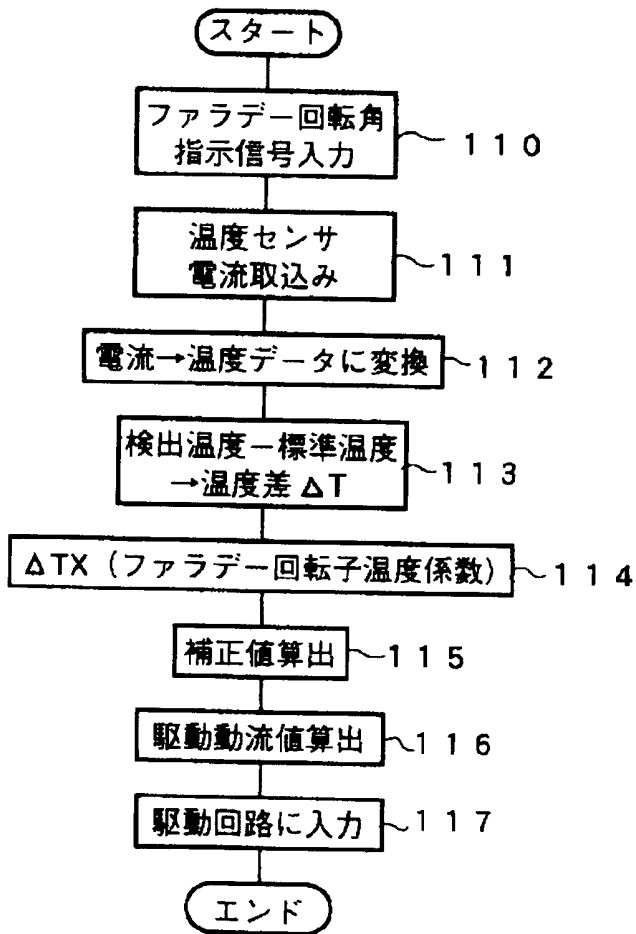 スタート
ファラデー回転角
指示信号入力
110
温度センサ
電流取込み
111
電流→温度データに変換
112
検出温度－標準温度
→温度差 ΔT
113
ΔTX（ファラデー回転子温度係数）
114
補正値算出
115
駆動動流値算出
116
駆動回路に入力
117
エンド